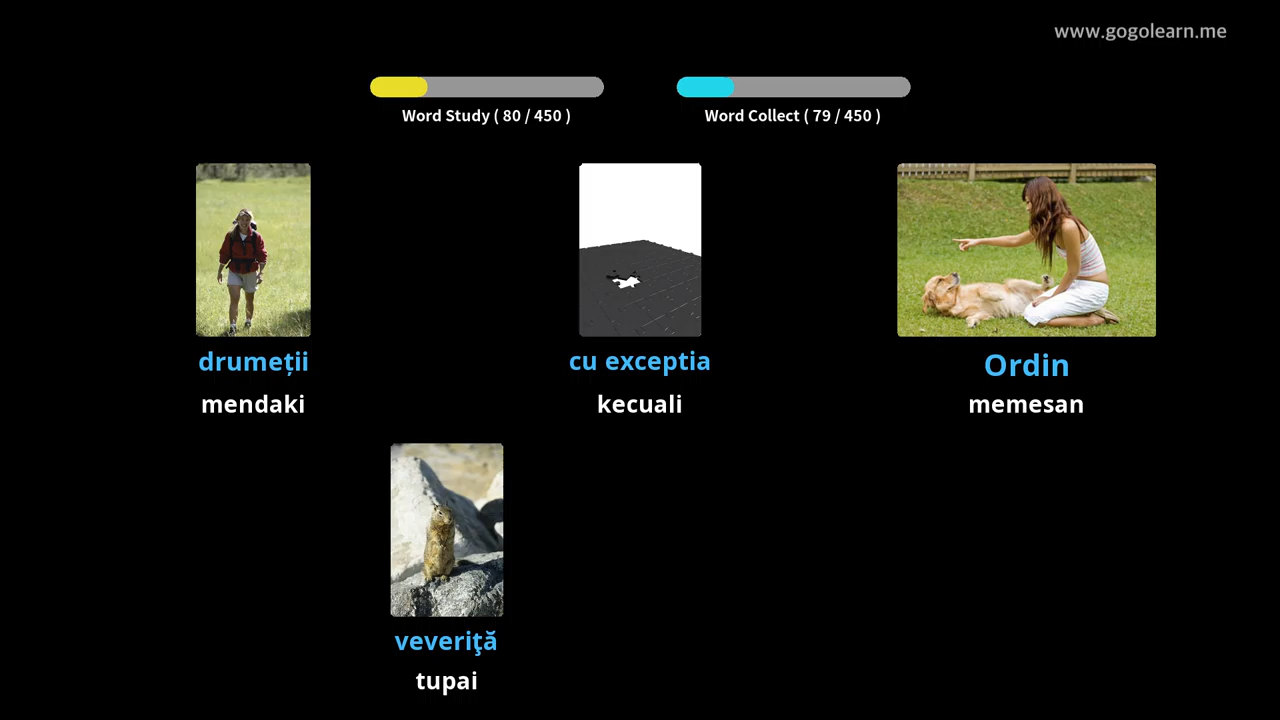 www.gogolearn.me
Word Study ( 80 / 450 )
Word Collect ( 79 / 450 )
drumeții
mendaki
cu exceptia
kecuali
Ordin
memesan
veveriţă
tupai